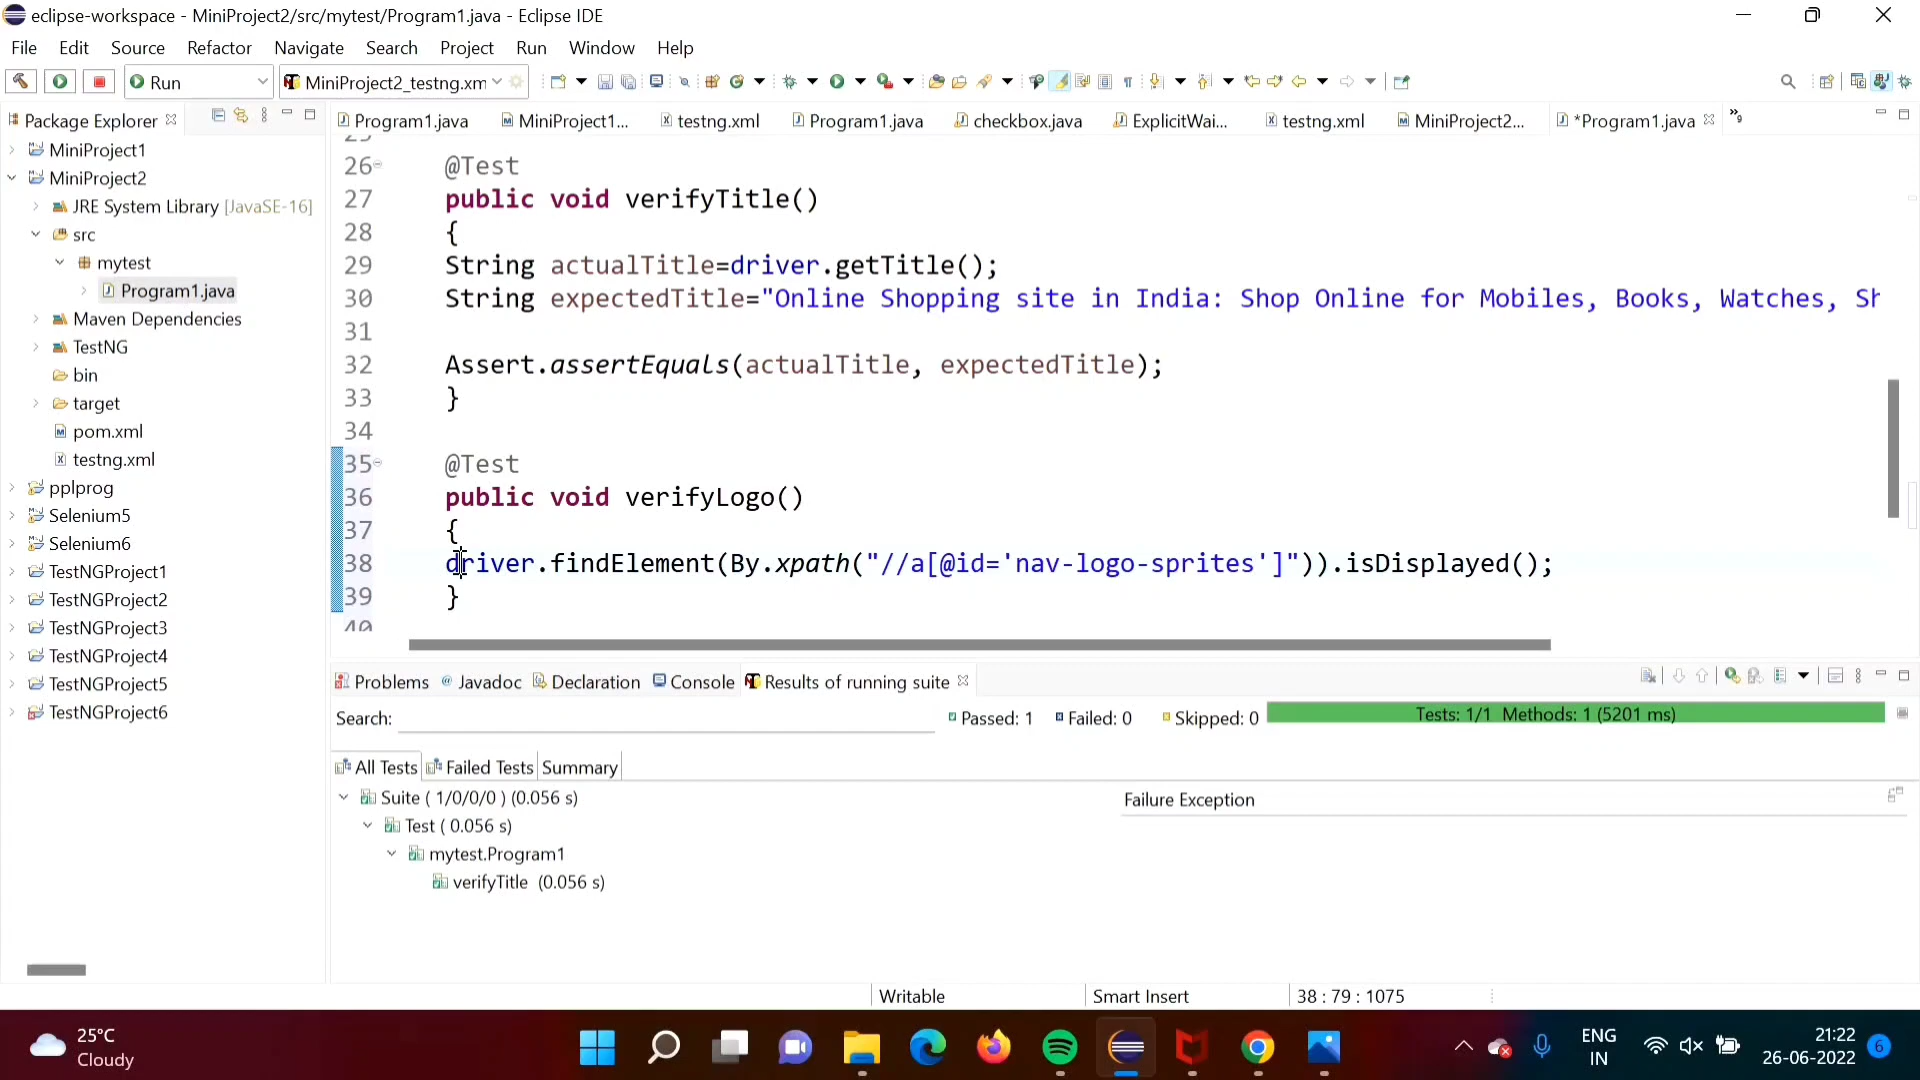 eclipse-workspace - MiniProject2/src/mytest/Program1.java - Eclipse IDE
File Edit Source Refactor Navigate Search Project Run Window Help
Run MiniProject2_testng.xm
Package Explorer
Program1.java MiniProject1... testng.xml Program1.java checkbox.java ExplicitWai... testng.xml MiniProject2... *Program1.java »9
MiniProject1
MiniProject2
JRE System Library [JavaSE-16]
src
mytest
Program1.java
Maven Dependencies
TestNG
bin
target
pom.xml
testng.xml
pplprog
Selenium5
Selenium6
TestNGProject1
TestNGProject2
TestNGProject3
TestNGProject4
TestNGProject5
TestNGProject6
25
26 @Test
27 public void verifyTitle()
28 {
29 String actualTitle=driver.getTitle();
30 String expectedTitle="Online Shopping site in India: Shop Online for Mobiles, Books, Watches, Sh
31
32 Assert.assertEquals(actualTitle, expectedTitle);
33 }
34
35 @Test
36 public void verifyLogo()
37 {
38 driver.findElement(By.xpath("//a[@id='nav-logo-sprites']")).isDisplayed();
39 }
40
Problems Javadoc Declaration Console Results of running suite
Search: Passed: 1 Failed: 0 Skipped: 0 Tests: 1/1 Methods: 1 (5201 ms)
All Tests Failed Tests Summary
Suite ( 1/0/0/0 ) (0.056 s)
Test ( 0.056 s)
mytest.Program1
verifyTitle (0.056 s)
Failure Exception
Writable Smart Insert 38 : 79 : 1075
25°C
Cloudy
ENG
IN
21:22
26-06-2022
6